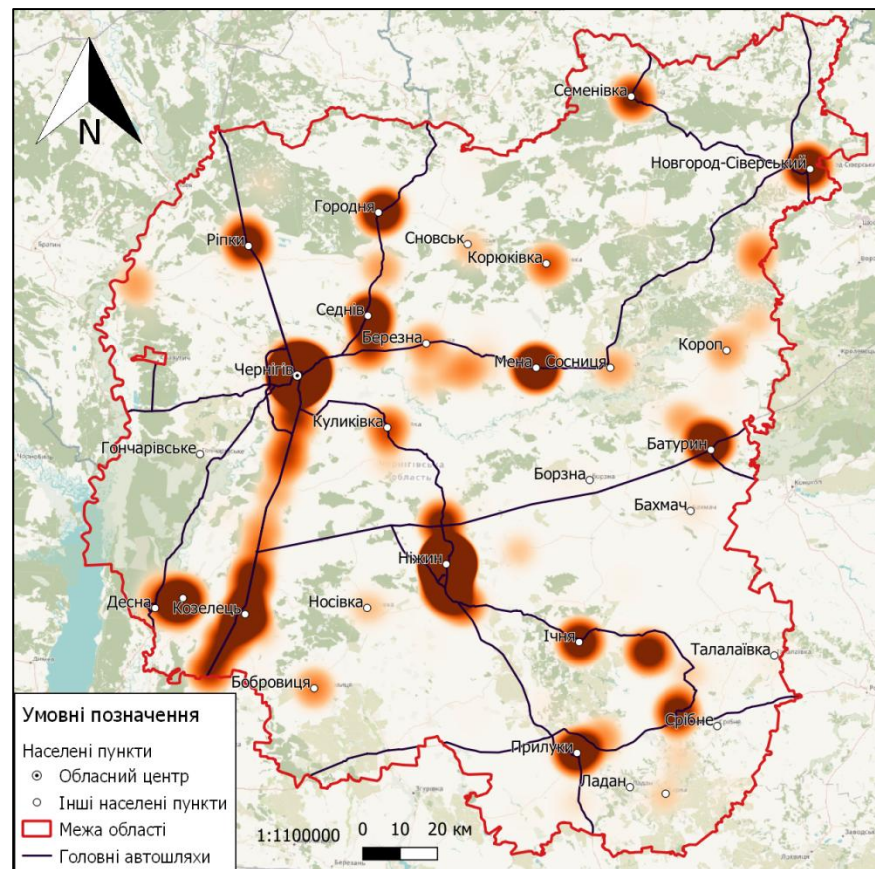 N
Семенівка
Новгород-Сіверський
Городня
Сновськ
Ріпки
Корюківка
Седнів
Березна
Короп
Мена
Сосниця
Чернігів
Куликівка
Батурин
Гончарівське
Борзна
Бахмач
Ніжин
Десна
Козелець
Носівка
Ічня
Талалаївка
Бобровиця
Срібне
Прилуки
Ладан
Умовні позначення
Населені пункти
Обласний центр
Інші населені пункти
Межа області
Головні автошляхи
1:1100000 0 10 20 км